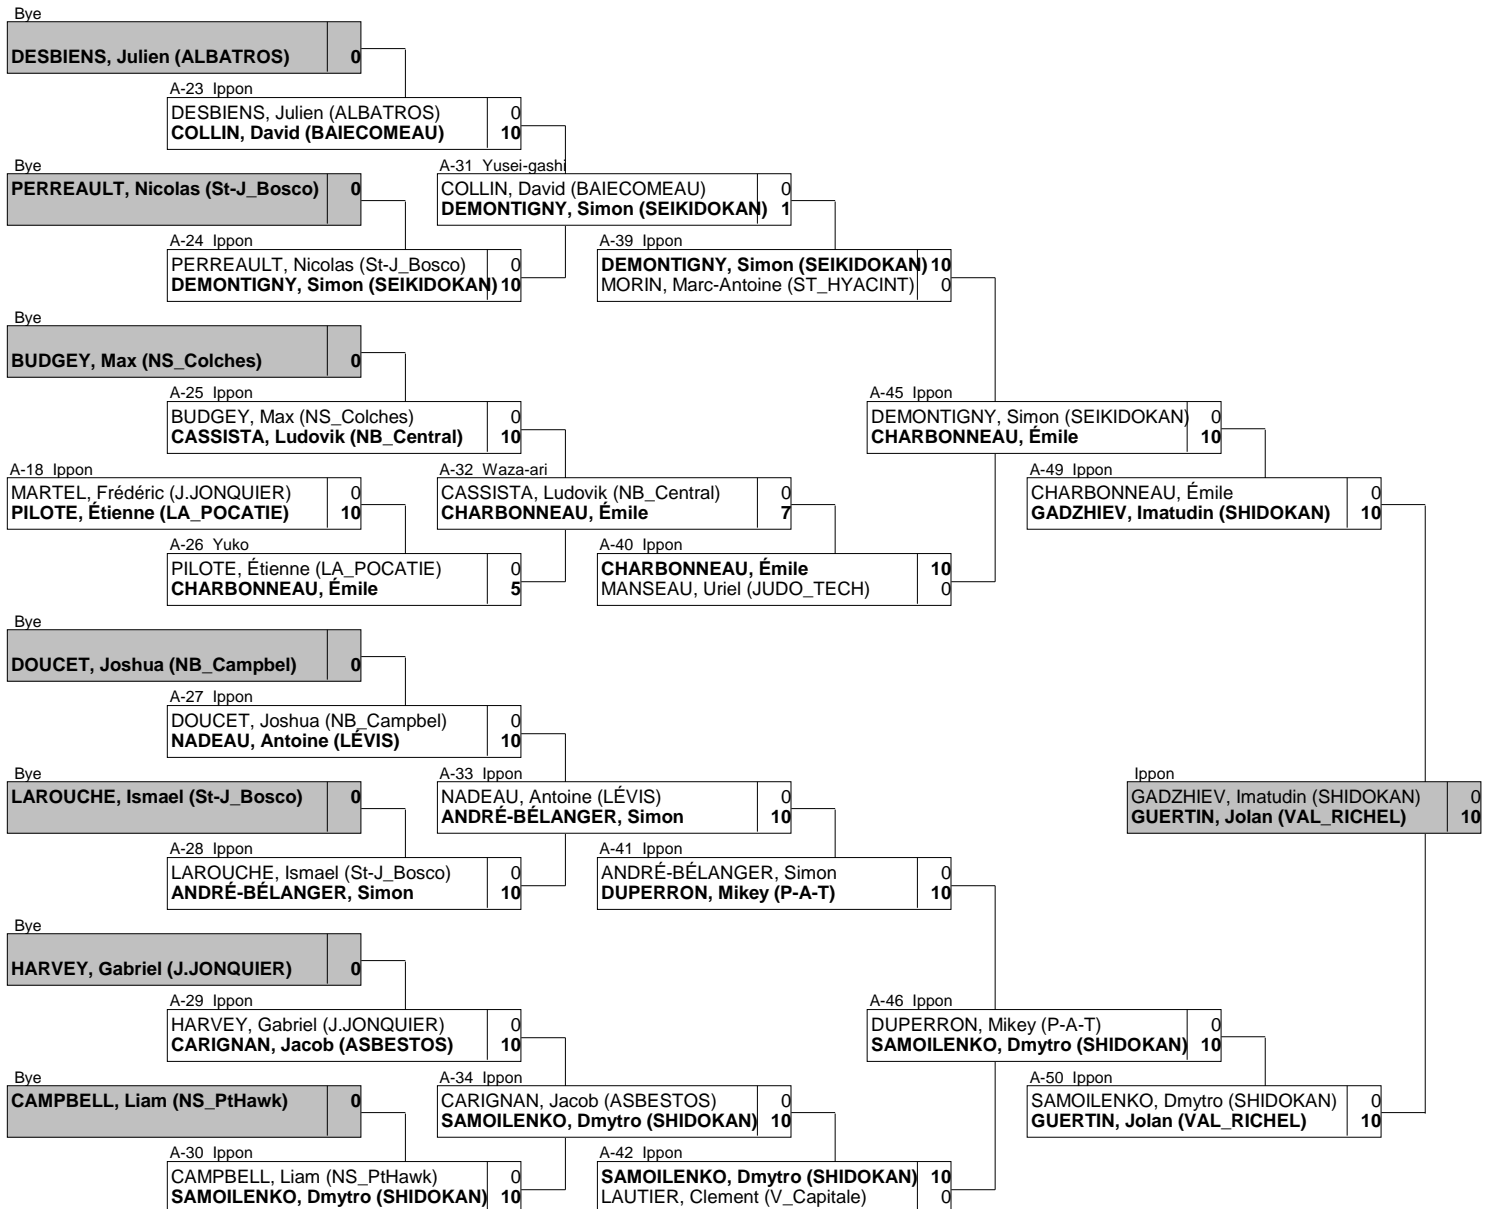 Bye
DESBIENS, Julien (ALBATROS) 0
A-23 Ippon
DESBIENS, Julien (ALBATROS) 0
COLLIN, David (BAIECOMEAU) 10
Bye
PERREAULT, Nicolas (St-J_Bosco) 0
A-31 Yusei-gashi
COLLIN, David (BAIECOMEAU) 0
DEMONTIGNY, Simon (SEIKIDOKAN) 1
A-24 Ippon
PERREAULT, Nicolas (St-J_Bosco) 0
DEMONTIGNY, Simon (SEIKIDOKAN) 10
A-39 Ippon
DEMONTIGNY, Simon (SEIKIDOKAN) 10
MORIN, Marc-Antoine (ST_HYACINT) 0
Bye
BUDGEY, Max (NS_Colches) 0
A-25 Ippon
BUDGEY, Max (NS_Colches) 0
CASSISTA, Ludovik (NB_Central) 10
A-45 Ippon
DEMONTIGNY, Simon (SEIKIDOKAN) 0
CHARBONNEAU, Émile 10
A-18 Ippon
MARTEL, Frédéric (J.JONQUIER) 0
PILOTE, Étienne (LA_POCATIE) 10
A-32 Waza-ari
CASSISTA, Ludovik (NB_Central) 0
CHARBONNEAU, Émile 7
A-49 Ippon
CHARBONNEAU, Émile 0
GADZHIEV, Imatudin (SHIDOKAN) 10
A-26 Yuko
PILOTE, Étienne (LA_POCATIE) 0
CHARBONNEAU, Émile 5
A-40 Ippon
CHARBONNEAU, Émile 10
MANSEAU, Uriel (JUDO_TECH) 0
Bye
DOUCET, Joshua (NB_Campbel) 0
A-27 Ippon
DOUCET, Joshua (NB_Campbel) 0
NADEAU, Antoine (LÉVIS) 10
Bye
LAROUCHE, Ismael (St-J_Bosco) 0
A-33 Ippon
NADEAU, Antoine (LÉVIS) 0
ANDRÉ-BÉLANGER, Simon 10
Ippon
GADZHIEV, Imatudin (SHIDOKAN) 0
GUERTIN, Jolan (VAL_RICHEL) 10
A-28 Ippon
LAROUCHE, Ismael (St-J_Bosco) 0
ANDRÉ-BÉLANGER, Simon 10
A-41 Ippon
ANDRÉ-BÉLANGER, Simon 0
DUPERRON, Mikey (P-A-T) 10
Bye
HARVEY, Gabriel (J.JONQUIER) 0
A-29 Ippon
HARVEY, Gabriel (J.JONQUIER) 0
CARIGNAN, Jacob (ASBESTOS) 10
A-46 Ippon
DUPERRON, Mikey (P-A-T) 0
SAMOILENKO, Dmytro (SHIDOKAN) 10
Bye
CAMPBELL, Liam (NS_PtHawk) 0
A-34 Ippon
CARIGNAN, Jacob (ASBESTOS) 0
SAMOILENKO, Dmytro (SHIDOKAN) 10
A-50 Ippon
SAMOILENKO, Dmytro (SHIDOKAN) 0
GUERTIN, Jolan (VAL_RICHEL) 10
A-30 Ippon
CAMPBELL, Liam (NS_PtHawk) 0
SAMOILENKO, Dmytro (SHIDOKAN) 10
A-42 Ippon
SAMOILENKO, Dmytro (SHIDOKAN) 10
LAUTIER, Clement (V_Capitale) 0